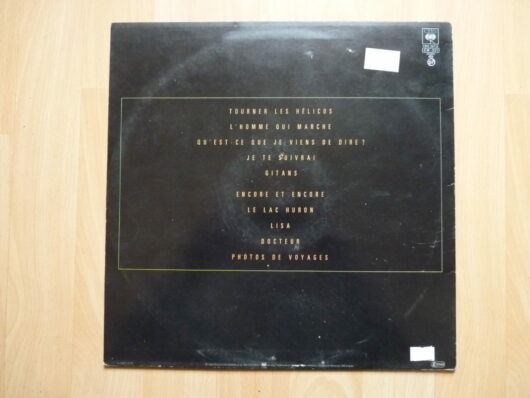 TOURNER LES HÉLICOS
L'HOMME QUI MARCHE
QU'EST-CE QUE JE VIENS DE DIRE?
JE TE SUIVRAI
GITANS
ENCORE ET ENCORE
LE LAC HURON
LISA
DOCTEUR
PHOTOS DE VOYAGES